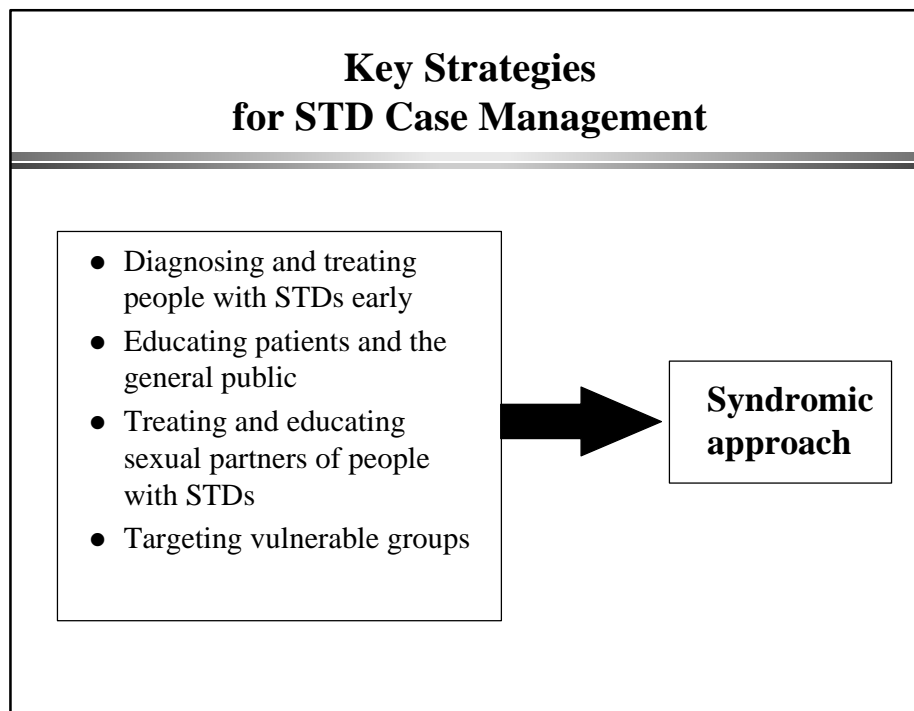 Key Strategies
for STD Case Management
● Diagnosing and treating
people with STDs early
● Educating patients and the
general public
● Treating and educating
sexual partners of people
with STDs
● Targeting vulnerable groups
Syndromic
approach